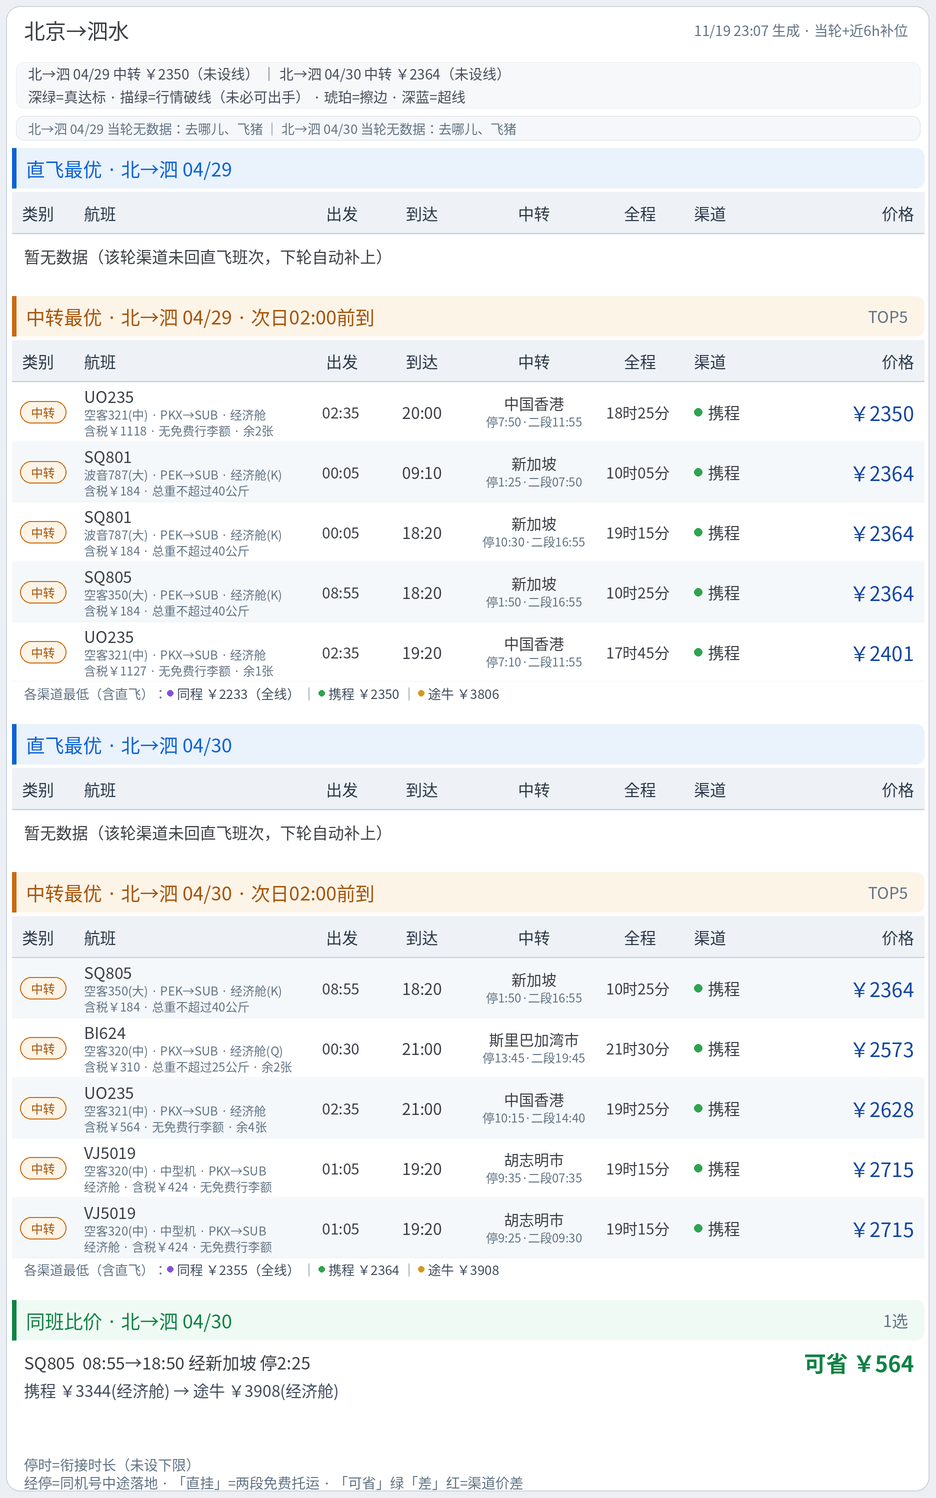 北京→泗水
11/19 23:07 生成 · 当轮+近6h补位
北→泗 04/29 中转 ￥2350（未设线） | 北→泗 04/30 中转 ￥2364（未设线）
深绿=真达标 · 描绿=行情破线（未必可出手） · 琥珀=擦边 · 深蓝=超线
北→泗 04/29 当轮无数据：去哪儿、飞猪 | 北→泗 04/30 当轮无数据：去哪儿、飞猪
直飞最优 · 北→泗 04/29
类别 航班 出发 到达 中转 全程 渠道 价格
暂无数据（该轮渠道未回直飞班次，下轮自动补上）
中转最优 · 北→泗 04/29 · 次日02:00前到 TOP5
类别 航班 出发 到达 中转 全程 渠道 价格
UO235
中转 空客321(中) · PKX→SUB · 经济舱 02:35 20:00 中国香港 18时25分 携程 ￥2350
含税￥1118 · 无免费行李额 · 余2张 停7:50·二段11:55
SQ801
中转 波音787(大) · PEK→SUB · 经济舱(K) 00:05 09:10 新加坡 10时05分 携程 ￥2364
含税￥184 · 总重不超过40公斤 停1:25·二段07:50
SQ801
中转 波音787(大) · PEK→SUB · 经济舱(K) 00:05 18:20 新加坡 19时15分 携程 ￥2364
含税￥184 · 总重不超过40公斤 停10:30·二段16:55
SQ805
中转 空客350(大) · PEK→SUB · 经济舱(K) 08:55 18:20 新加坡 10时25分 携程 ￥2364
含税￥184 · 总重不超过40公斤 停1:50·二段16:55
UO235
中转 空客321(中) · PKX→SUB · 经济舱 02:35 19:20 中国香港 17时45分 携程 ￥2401
含税￥1127 · 无免费行李额 · 余1张 停7:10·二段11:55
各渠道最低（含直飞）：同程 ￥2233（全线） | 携程 ￥2350 | 途牛 ￥3806
直飞最优 · 北→泗 04/30
类别 航班 出发 到达 中转 全程 渠道 价格
暂无数据（该轮渠道未回直飞班次，下轮自动补上）
中转最优 · 北→泗 04/30 · 次日02:00前到 TOP5
类别 航班 出发 到达 中转 全程 渠道 价格
SQ805
中转 空客350(大) · PEK→SUB · 经济舱(K) 08:55 18:20 新加坡 10时25分 携程 ￥2364
含税￥184 · 总重不超过40公斤 停1:50·二段16:55
BI624
中转 空客320(中) · PKX→SUB · 经济舱(Q) 00:30 21:00 斯里巴加湾市 21时30分 携程 ￥2573
含税￥310 · 总重不超过25公斤 · 余2张 停13:45·二段19:45
UO235
中转 空客321(中) · PKX→SUB · 经济舱 02:35 21:00 中国香港 19时25分 携程 ￥2628
含税￥564 · 无免费行李额 · 余4张 停10:15·二段14:40
VJ5019
中转 空客320(中) · 中型机 · PKX→SUB 01:05 19:20 胡志明市 19时15分 携程 ￥2715
经济舱 · 含税￥424 · 无免费行李额 停9:35·二段07:35
VJ5019
中转 空客320(中) · 中型机 · PKX→SUB 01:05 19:20 胡志明市 19时15分 携程 ￥2715
经济舱 · 含税￥424 · 无免费行李额 停9:25·二段09:30
各渠道最低（含直飞）：同程 ￥2355（全线） | 携程 ￥2364 | 途牛 ￥3908
同班比价 · 北→泗 04/30 1选
SQ805 08:55→18:50 经新加坡 停2:25 可省 ￥564
携程 ￥3344(经济舱) → 途牛 ￥3908(经济舱)
停时=衔接时长（未设下限）
经停=同机号中途落地 · 「直挂」=两段免费托运 · 「可省」绿「差」红=渠道价差